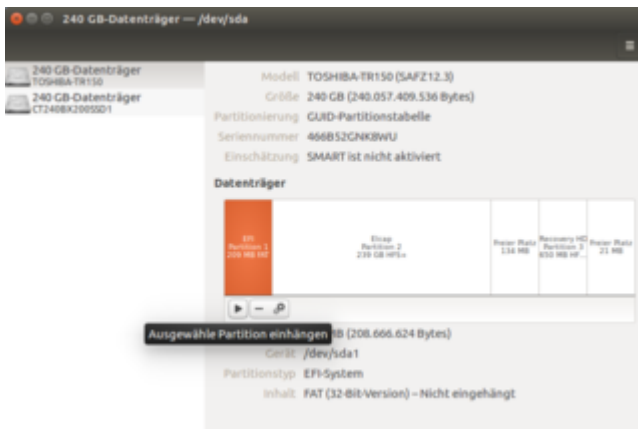 240 GB-Datenträger — /dev/sda
240 GB-Datenträger
TOSHIBA-TR150
240 GB-Datenträger
CT240BX200SSD1
Modell TOSHIBA-TR150 (SAFZ12.3)
Größe 240 GB (240.057.409.536 Bytes)
Partitionierung GUID-Partitionstabelle
Seriennummer 466B52GNK8WU
Einschätzung SMART ist nicht aktiviert
Datenträger
EFI
Partition 1
209 MB FAT
Elcap
Partition 2
239 GB HFS+
Freier Platz
134 MB
Recovery HD
Partition 3
650 MB HF…
Freier Platz
21 MB
Ausgewähle Partition einhängen
MB (208.666.624 Bytes)
Gerät /dev/sda1
Partitionstyp EFI-System
Inhalt FAT (32-Bit-Version) – Nicht eingehängt